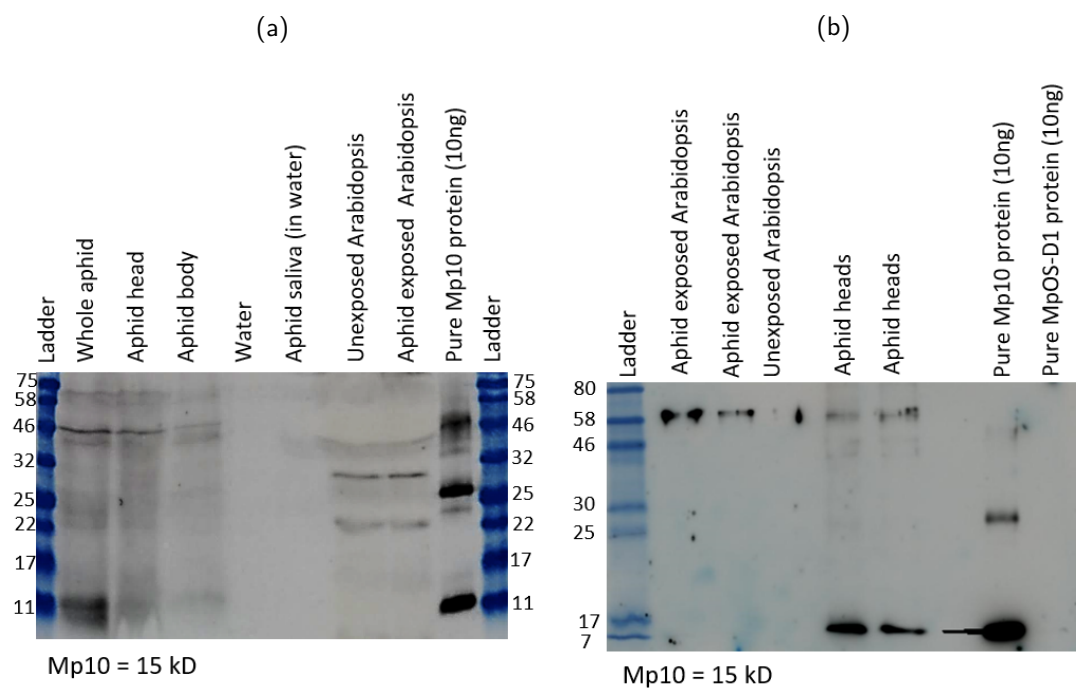 (a)
(b)
Ladder
Whole aphid
Aphid head
Aphid body
Water
Aphid saliva (in water)
Unexposed Arabidopsis
Aphid exposed Arabidopsis
Pure Mp10 protein (10ng)
Ladder
75
58
46
32
25
22
17
11
75
58
46
32
25
22
17
11
Mp10 = 15 kD
Ladder
Aphid exposed Arabidopsis
Aphid exposed Arabidopsis
Unexposed Arabidopsis
Aphid heads
Aphid heads
Pure Mp10 protein (10ng)
Pure MpOS-D1 protein (10ng)
80
58
46
30
25
17
7
Mp10 = 15 kD